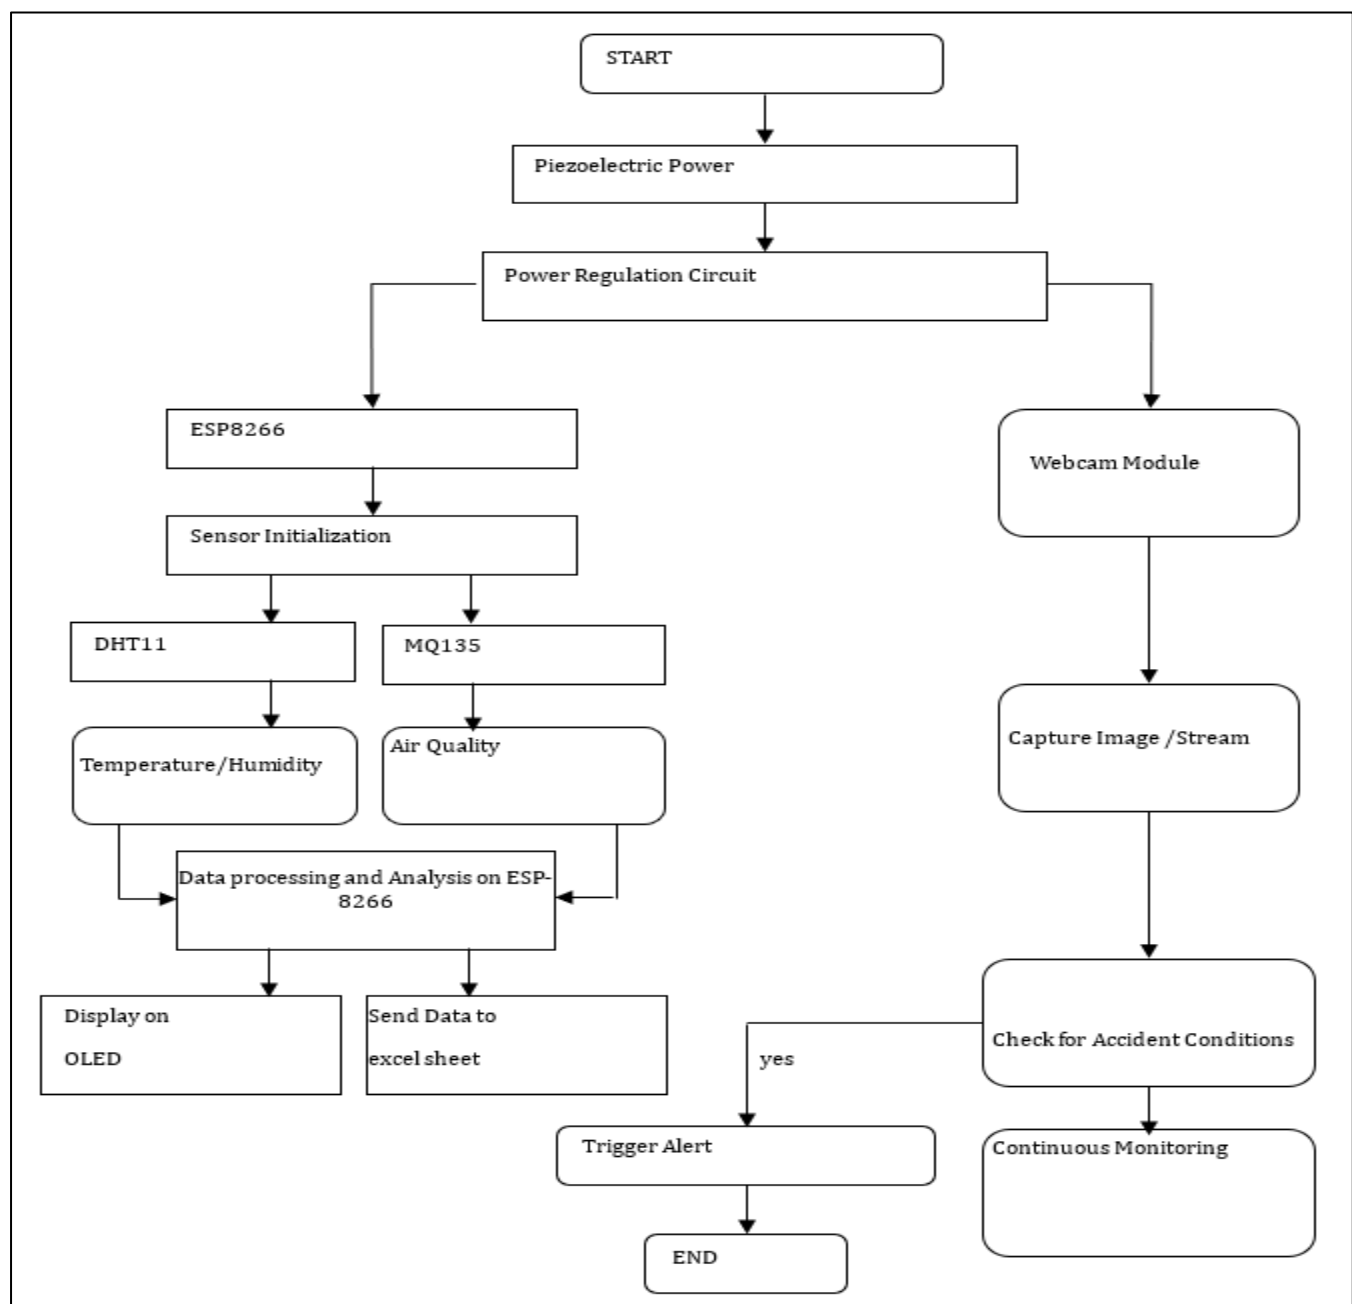 START
Piezoelectric Power
Power Regulation Circuit
ESP8266
Webcam Module
Sensor Initialization
DHT11
MQ135
Temperature/Humidity
Air Quality
Capture Image /Stream
Data processing and Analysis on ESP-
8266
Display on
OLED
Send Data to
excel sheet
Check for Accident Conditions
yes
Trigger Alert
Continuous Monitoring
END